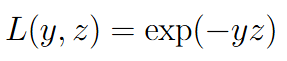 L(y, z) = exp(−yz)